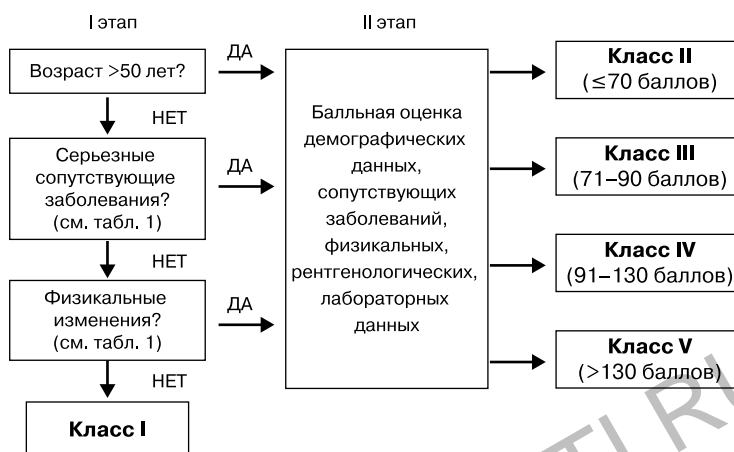 I этап
II этап
Возраст >50 лет?
ДА
НЕТ
Серьезные
сопутствующие
заболевания?
(см. табл. 1)
ДА
НЕТ
Физикальные
изменения?
(см. табл. 1)
ДА
НЕТ
Класс I
Балльная оценка
демографических
данных,
сопутствующих
заболеваний,
физикальных,
рентгенологических,
лабораторных
данных
Класс II
(≤70 баллов)
Класс III
(71–90 баллов)
Класс IV
(91–130 баллов)
Класс V
(>130 баллов)